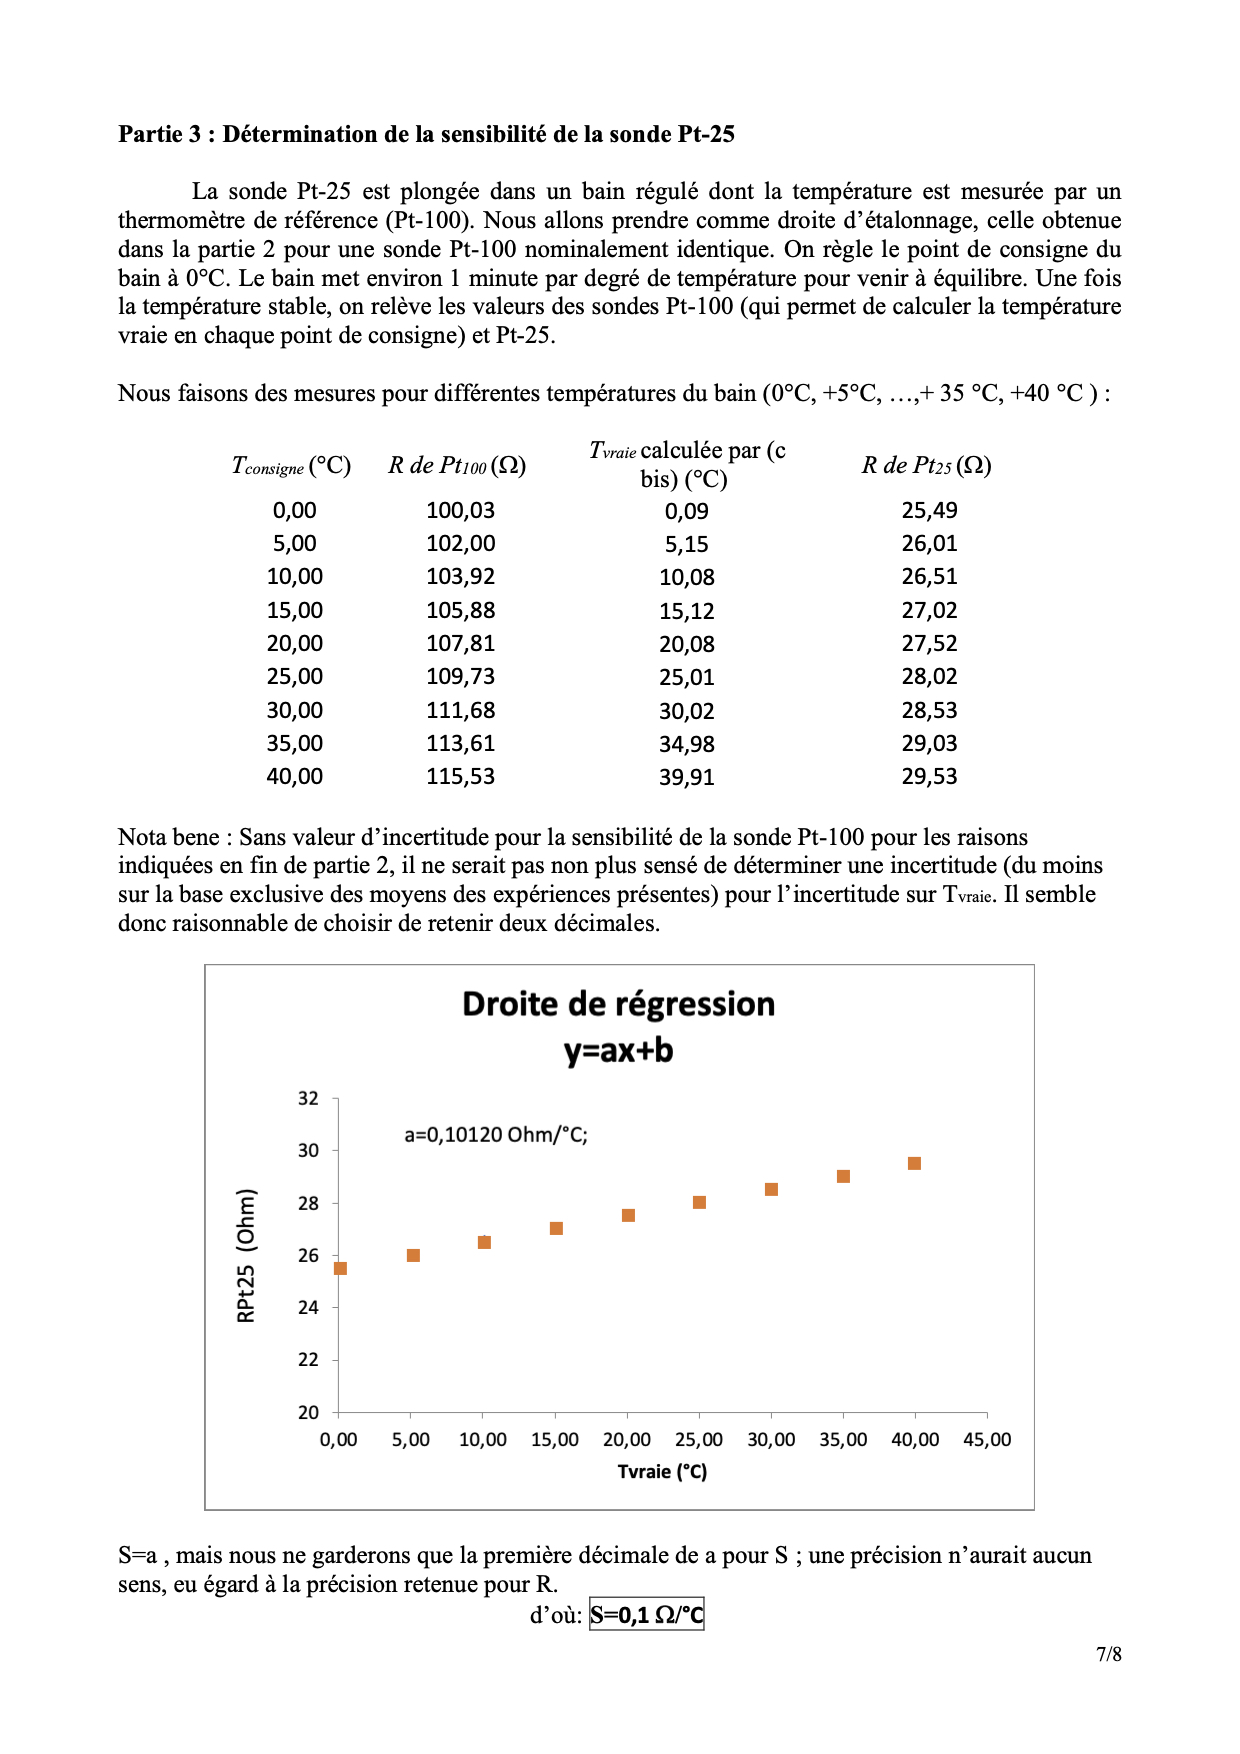 Partie 3 : Détermination de la sensibilité de la sonde Pt-25
La sonde Pt-25 est plongée dans un bain régulé dont la température est mesurée par un
thermomètre de référence (Pt-100). Nous allons prendre comme droite d’étalonnage, celle obtenue
dans la partie 2 pour une sonde Pt-100 nominalement identique. On règle le point de consigne du
bain à 0°C. Le bain met environ 1 minute par degré de température pour venir à équilibre. Une fois
la température stable, on relève les valeurs des sondes Pt-100 (qui permet de calculer la température
vraie en chaque point de consigne) et Pt-25.
Nous faisons des mesures pour différentes températures du bain (0°C, +5°C, …,+ 35 °C, +40 °C ) :
Tconsigne (°C) R de Pt100 (Ω) Tvraie calculée par (c
bis) (°C) R de Pt25 (Ω)
0,00 100,03 0,09 25,49
5,00 102,00 5,15 26,01
10,00 103,92 10,08 26,51
15,00 105,88 15,12 27,02
20,00 107,81 20,08 27,52
25,00 109,73 25,01 28,02
30,00 111,68 30,02 28,53
35,00 113,61 34,98 29,03
40,00 115,53 39,91 29,53
Nota bene : Sans valeur d’incertitude pour la sensibilité de la sonde Pt-100 pour les raisons
indiquées en fin de partie 2, il ne serait pas non plus sensé de déterminer une incertitude (du moins
sur la base exclusive des moyens des expériences présentes) pour l’incertitude sur Tvraie. Il semble
donc raisonnable de choisir de retenir deux décimales.
Droite de régression
y=ax+b
a=0,10120 Ohm/°C;
32
30
28
26
24
22
20
RPt25 (Ohm)
0,00 5,00 10,00 15,00 20,00 25,00 30,00 35,00 40,00 45,00
Tvraie (°C)
S=a , mais nous ne garderons que la première décimale de a pour S ; une précision n’aurait aucun
sens, eu égard à la précision retenue pour R.
d’où: S=0,1 Ω/°C
7/8